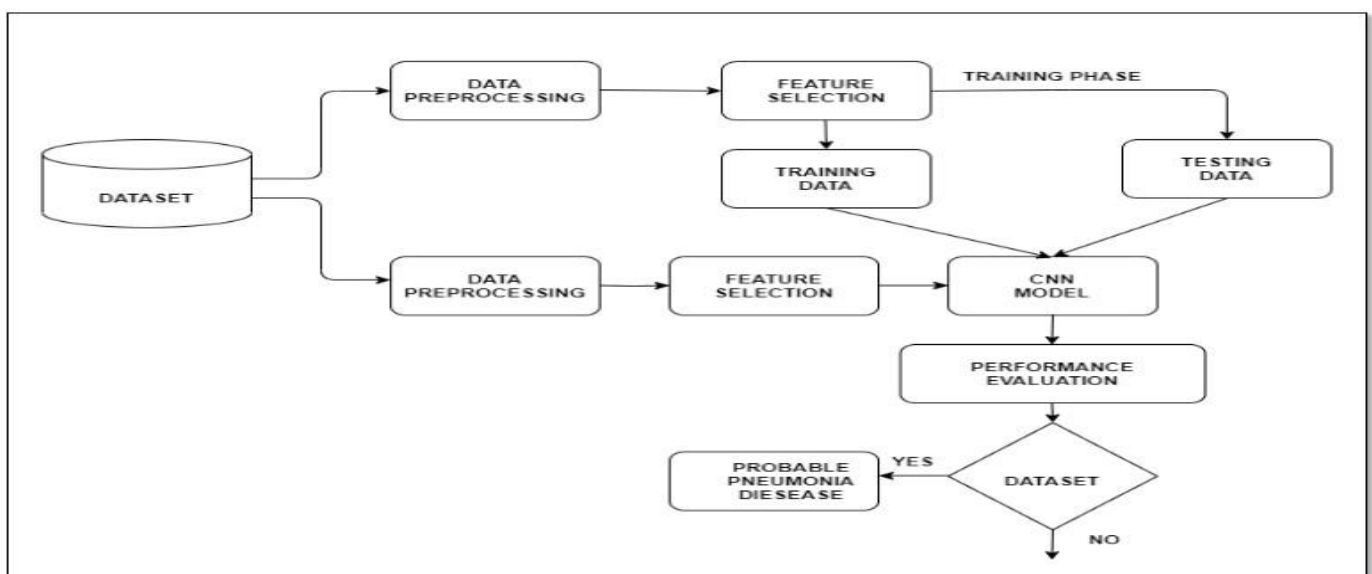 DATA
PREPROCESSING
FEATURE
SELECTION
TRAINING PHASE
DATASET
TRAINING
DATA
TESTING
DATA
DATA
PREPROCESSING
FEATURE
SELECTION
CNN
MODEL
PERFORMANCE
EVALUATION
PROBABLE
PNEUMONIA
DIESEASE
YES
DATASET
NO